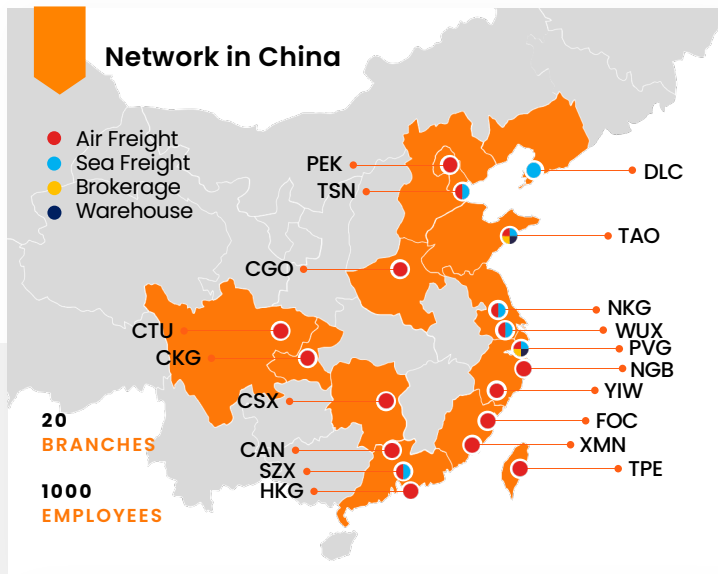 Network in China
Air Freight
Sea Freight
Brokerage
Warehouse
PEK
DLC
TSN
TAO
CGO
NKG
CTU
WUX
PVG
CKG
NGB
YIW
CSX
FOC
20
BRANCHES
XMN
CAN
TPE
SZX
HKG
1000
EMPLOYEES